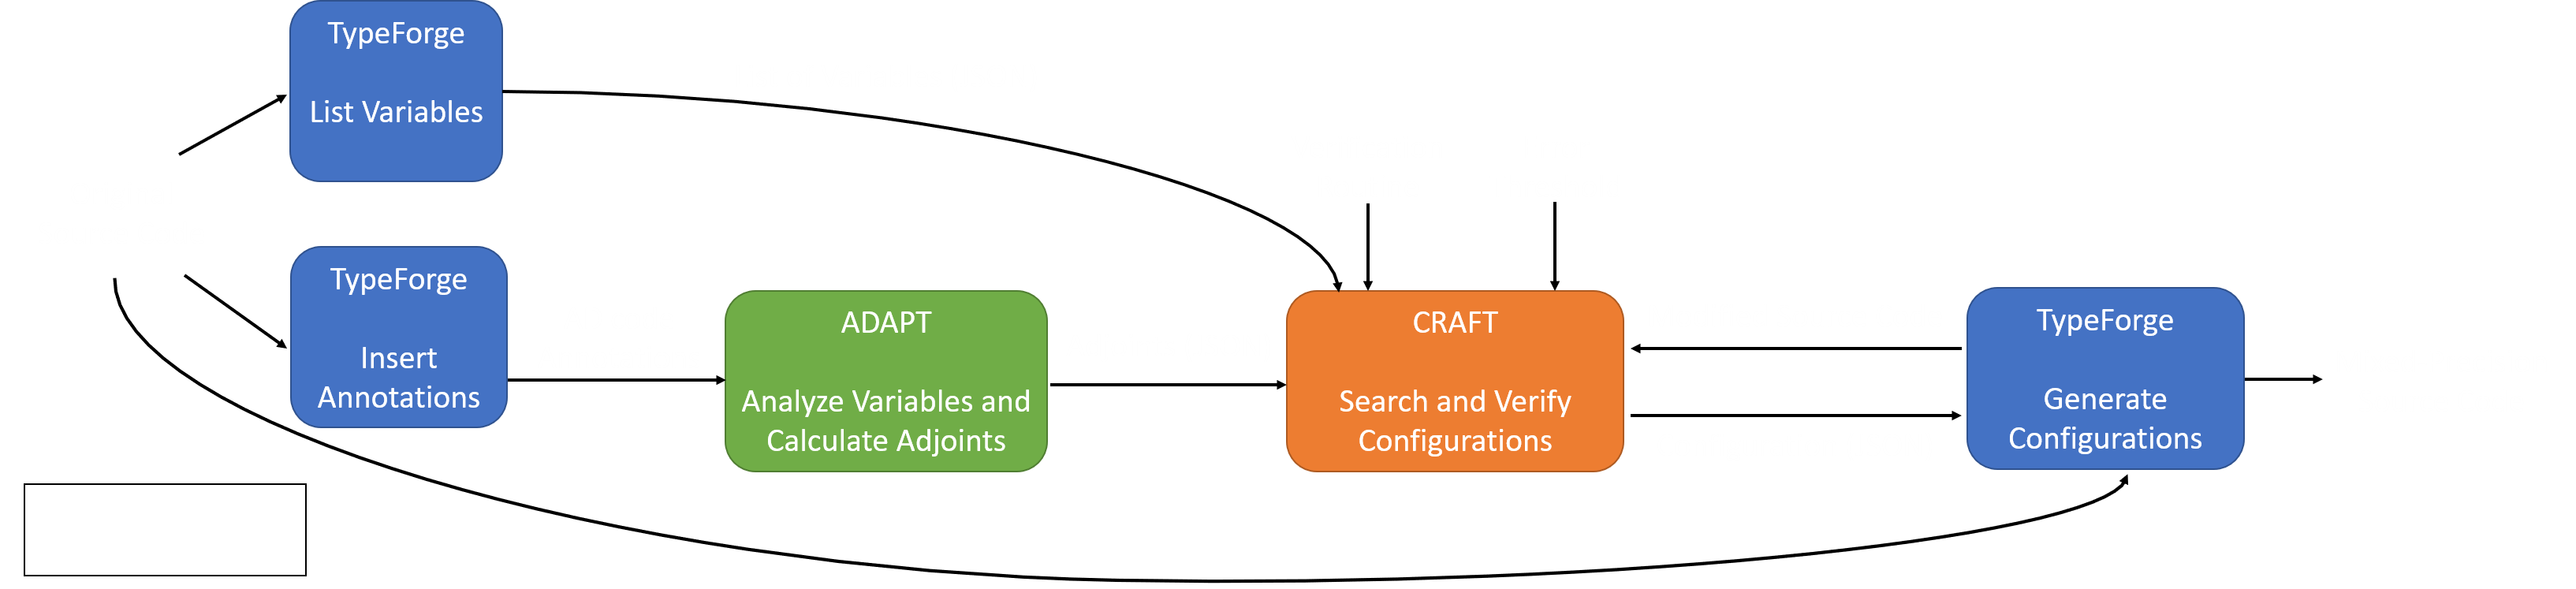 TypeForge
List Variables
TypeForge
Insert
Annotations
ADAPT
Analyze Variables and
Calculate Adjoints
CRAFT
Search and Verify
Configurations
TypeForge
Generate
Configurations